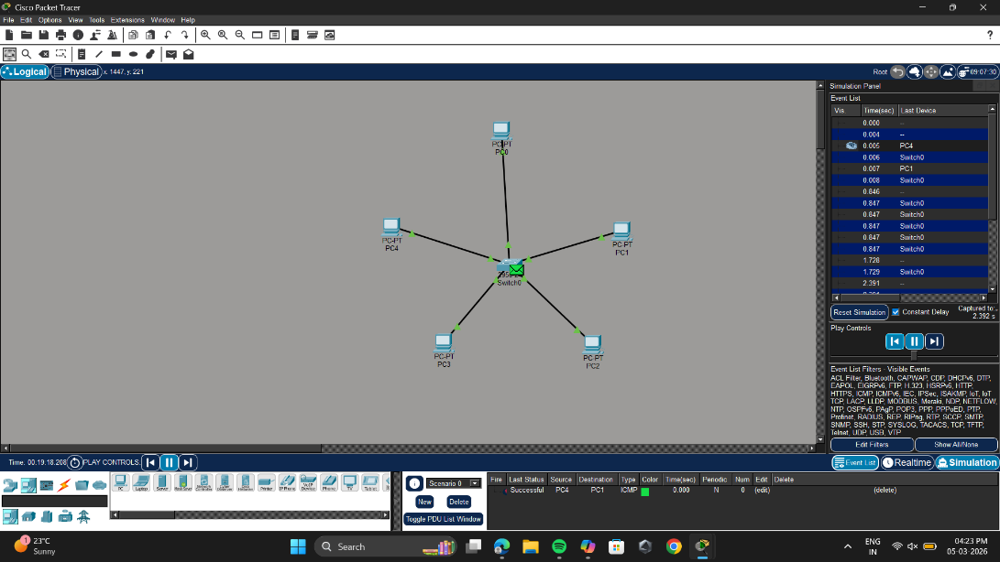 Cisco Packet Tracer
File Edit Options View Tools Extensions Window Help
Logical Physical x: 1447, y: 221
Root 09:07:30
Simulation Panel
Event List
Vis. Time(sec) Last Device
0.000 --
0.004 --
0.005 PC4
0.006 Switch0
0.007 PC1
0.008 Switch0
0.846 --
0.847 Switch0
0.847 Switch0
0.847 Switch0
0.847 Switch0
0.847 Switch0
1.728 --
1.729 Switch0
2.391 --
Reset Simulation Constant Delay Captured to:
2.392 s
Play Controls
Event List Filters - Visible Events
ACL Filter, Bluetooth, CAPWAP, CDP, DHCPv6, DTP,
EAPOL, EIGRPv6, FTP, H.323, HSRPv6, HTTP,
HTTPS, ICMP, ICMPv6, IEC, IPSec, ISAKMP, IoT, IoT
TCP, LACP, LLDP, MODBUS, Meraki, NDP, NETFLOW,
NTP, OSPFv6, PAgP, POP3, PPP, PPPoED, PTP,
Profinet, RADIUS, REP, RIPng, RTP, SCCP, SMTP,
SNMP, SSH, STP, SYSLOG, TACACS, TCP, TFTP,
Telnet, UDP, USB, VTP
Edit Filters Show All/None
Event List Realtime Simulation
PC-PT
PC0
PC-PT
PC4
PC-PT
PC1
Switch0
PC-PT
PC3
PC-PT
PC2
Time: 00:19:18.208 PLAY CONTROLS:
PC Laptop Server Printer IP Phone VoIP Device Phone TV Tablet
Scenario 0
New Delete
Toggle PDU List Window
Fire Last Status Source Destination Type Color Time(sec) Periodic Num Edit Delete
Successful PC4 PC1 ICMP 0.000 N 0 (edit) (delete)
1
23°C
Sunny
Search
ENG
IN
04:23 PM
05-03-2026